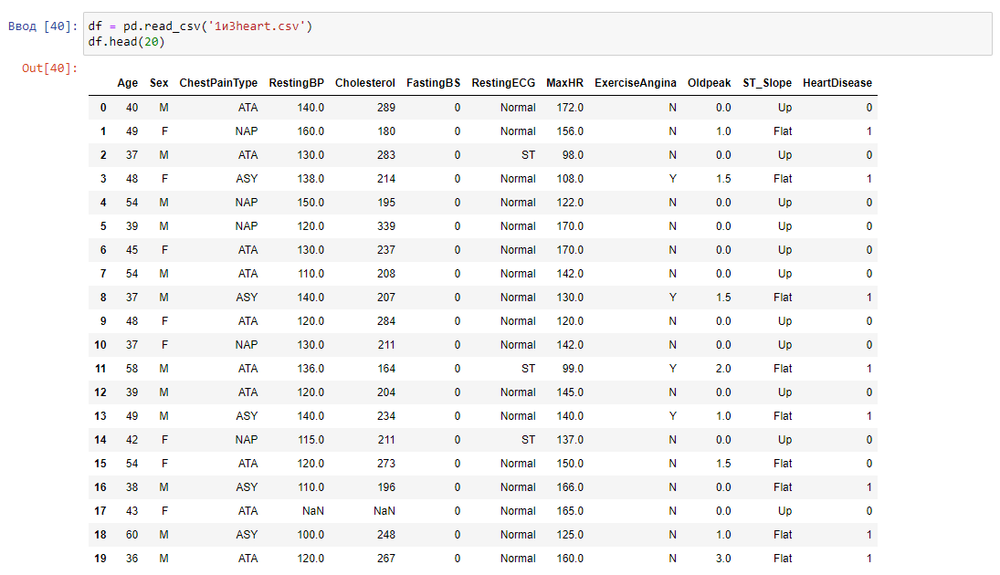 Ввод [40]: df = pd.read_csv('1и3heart.csv')
df.head(20)
Out[40]:
Age Sex ChestPainType RestingBP Cholesterol FastingBS RestingECG MaxHR ExerciseAngina Oldpeak ST_Slope HeartDisease
0 40 M ATA 140.0 289 0 Normal 172.0 N 0.0 Up 0
1 49 F NAP 160.0 180 0 Normal 156.0 N 1.0 Flat 1
2 37 M ATA 130.0 283 0 ST 98.0 N 0.0 Up 0
3 48 F ASY 138.0 214 0 Normal 108.0 Y 1.5 Flat 1
4 54 M NAP 150.0 195 0 Normal 122.0 N 0.0 Up 0
5 39 M NAP 120.0 339 0 Normal 170.0 N 0.0 Up 0
6 45 F ATA 130.0 237 0 Normal 170.0 N 0.0 Up 0
7 54 M ATA 110.0 208 0 Normal 142.0 N 0.0 Up 0
8 37 M ASY 140.0 207 0 Normal 130.0 Y 1.5 Flat 1
9 48 F ATA 120.0 284 0 Normal 120.0 N 0.0 Up 0
10 37 F NAP 130.0 211 0 Normal 142.0 N 0.0 Up 0
11 58 M ATA 136.0 164 0 ST 99.0 Y 2.0 Flat 1
12 39 M ATA 120.0 204 0 Normal 145.0 N 0.0 Up 0
13 49 M ASY 140.0 234 0 Normal 140.0 Y 1.0 Flat 1
14 42 F NAP 115.0 211 0 ST 137.0 N 0.0 Up 0
15 54 F ATA 120.0 273 0 Normal 150.0 N 1.5 Flat 0
16 38 M ASY 110.0 196 0 Normal 166.0 N 0.0 Flat 1
17 43 F ATA NaN NaN 0 Normal 165.0 N 0.0 Up 0
18 60 M ASY 100.0 248 0 Normal 125.0 N 1.0 Flat 1
19 36 M ATA 120.0 267 0 Normal 160.0 N 3.0 Flat 1